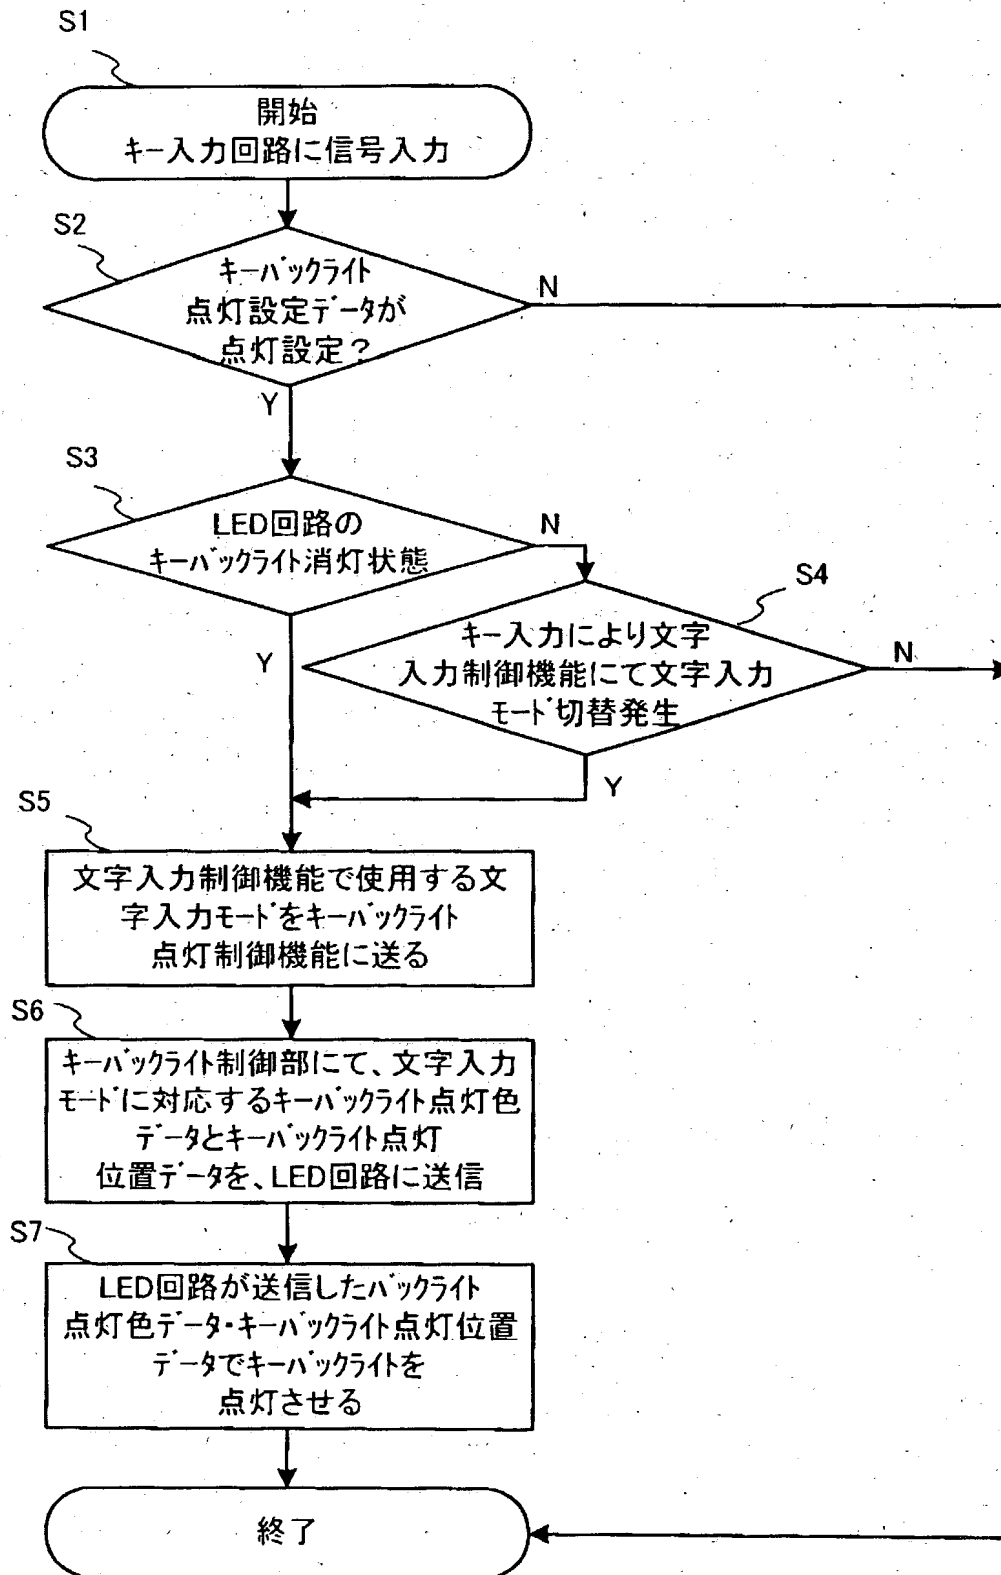 S1
開始
キー入力回路に信号入力
S2
キーバックライト
点灯設定データが
点灯設定？
N
Y
S3
LED回路の
キーバックライト消灯状態
N
Y
S4
キー入力により文字
入力制御機能にて文字入力
モード切替発生
N
Y
S5
文字入力制御機能で使用する文
字入力モードをキーバックライト
点灯制御機能に送る
S6
キーバックライト制御部にて、文字入力
モードに対応するキーバックライト点灯色
データとキーバックライト点灯
位置データを、LED回路に送信
S7
LED回路が送信したバックライト
点灯色データ・キーバックライト点灯位置
データでキーバックライトを
点灯させる
終了